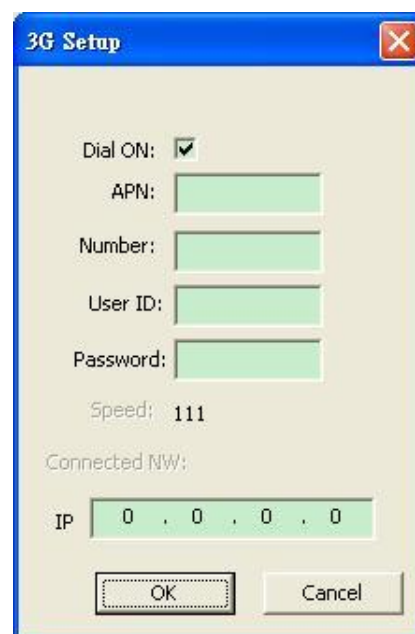 3G Setup
Dial ON:
APN:
Number:
User ID:
Password:
Speed: 111
Connected NW:
IP 0 . 0 . 0 . 0
OK Cancel